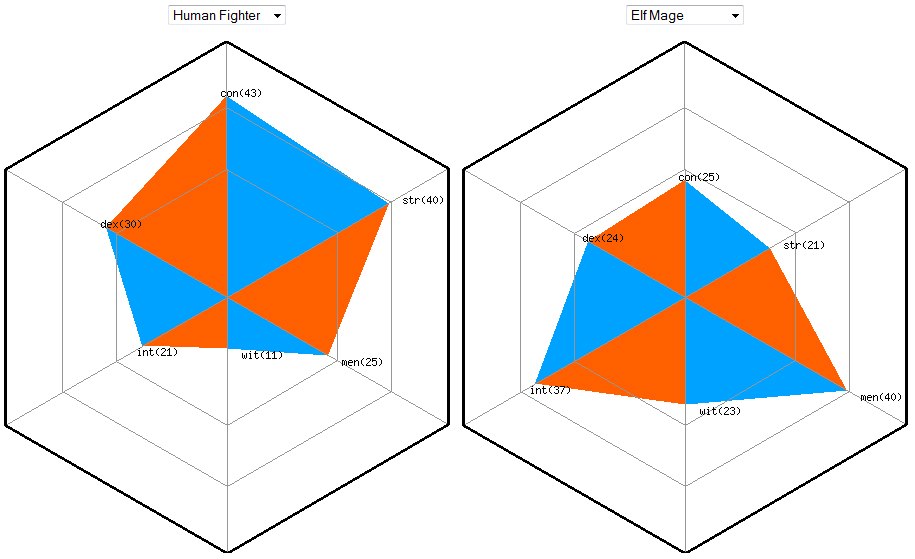 Human Fighter
con(43)
str(40)
dex(30)
int(21)
wit(11)
men(25)
Elf Mage
con(25)
str(21)
dex(24)
int(37)
wit(23)
men(40)